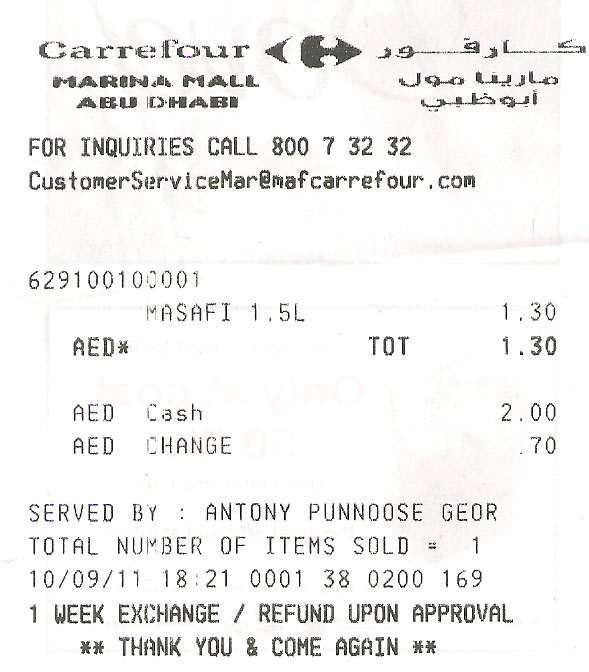 Carrefour كارفور
MARINA MALL مارينا مول
ABU DHABI أبوظبي
FOR INQUIRIES CALL 800 7 32 32
CustomerServiceMar@mafcarrefour.com
629100100001
MASAFI 1.5L 1.30
AED* TOT 1.30
AED Cash 2.00
AED CHANGE .70
SERVED BY : ANTONY PUNNOOSE GEOR
TOTAL NUMBER OF ITEMS SOLD = 1
10/09/11 18:21 0001 38 0200 169
1 WEEK EXCHANGE / REFUND UPON APPROVAL
** THANK YOU & COME AGAIN **